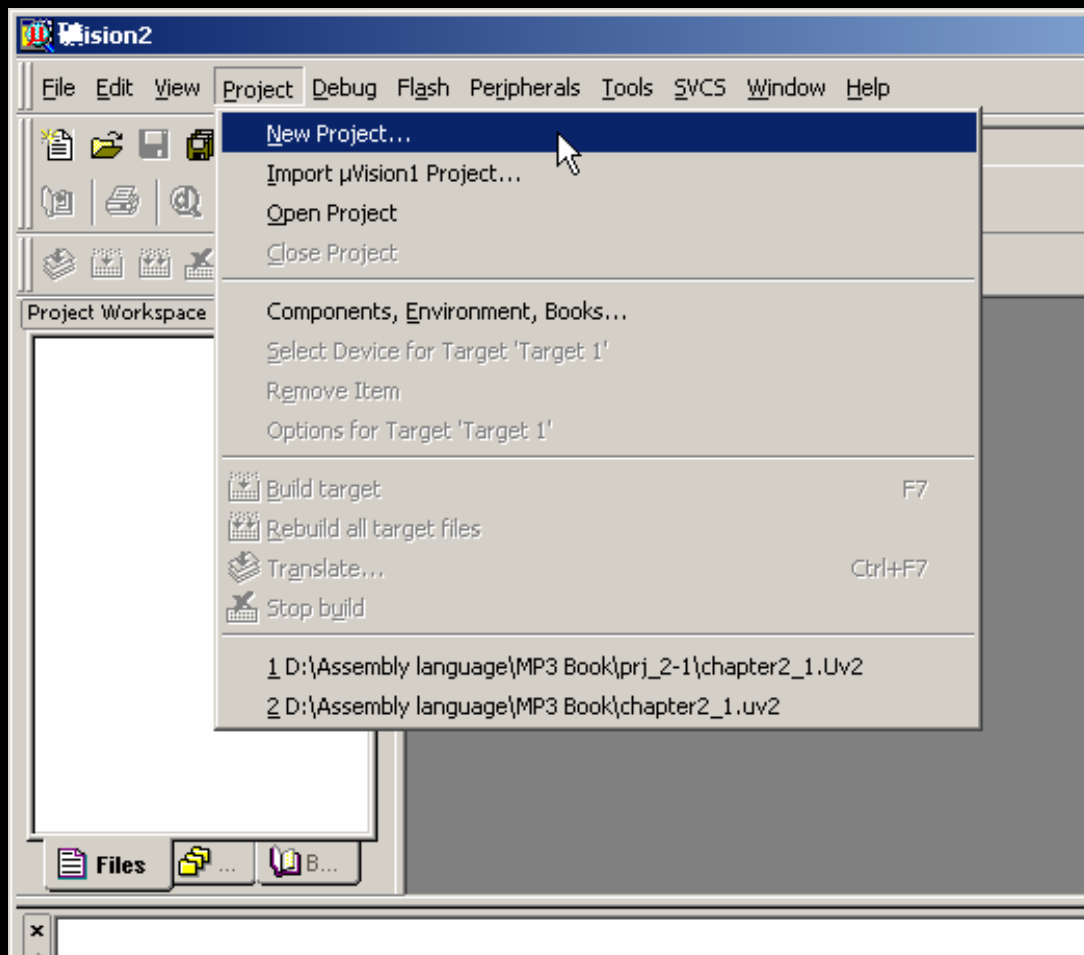 ision2
File Edit View Project Debug Flash Peripherals Tools SVCS Window Help
New Project...
Import µVision1 Project...
Open Project
Close Project
Project Workspace
Components, Environment, Books...
Select Device for Target 'Target 1'
Remove Item
Options for Target 'Target 1'
Build target F7
Rebuild all target files
Translate... Ctrl+F7
Stop build
1 D:\Assembly language\MP3 Book\prj_2-1\chapter2_1.Uv2
2 D:\Assembly language\MP3 Book\chapter2_1.uv2
Files ... B...